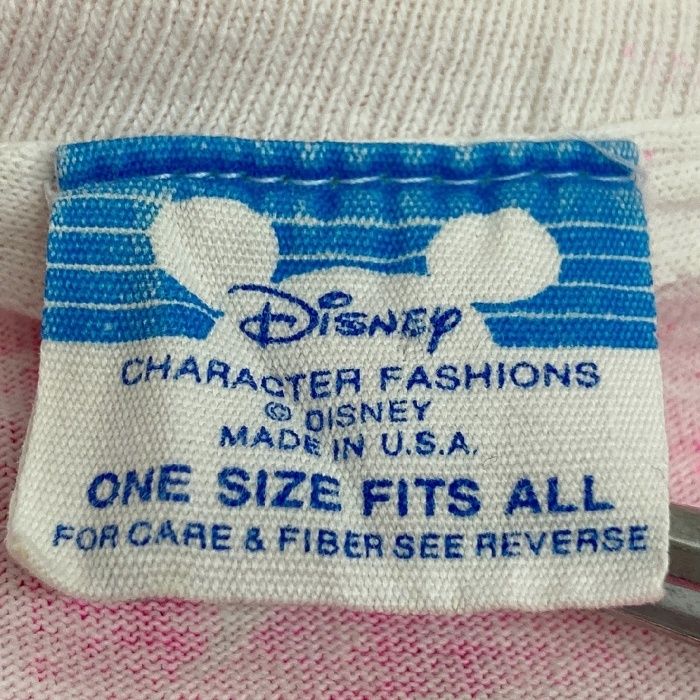 Disney
CHARACTER FASHIONS
© DISNEY
MADE IN U.S.A.
ONE SIZE FITS ALL
FOR CARE & FIBER SEE REVERSE